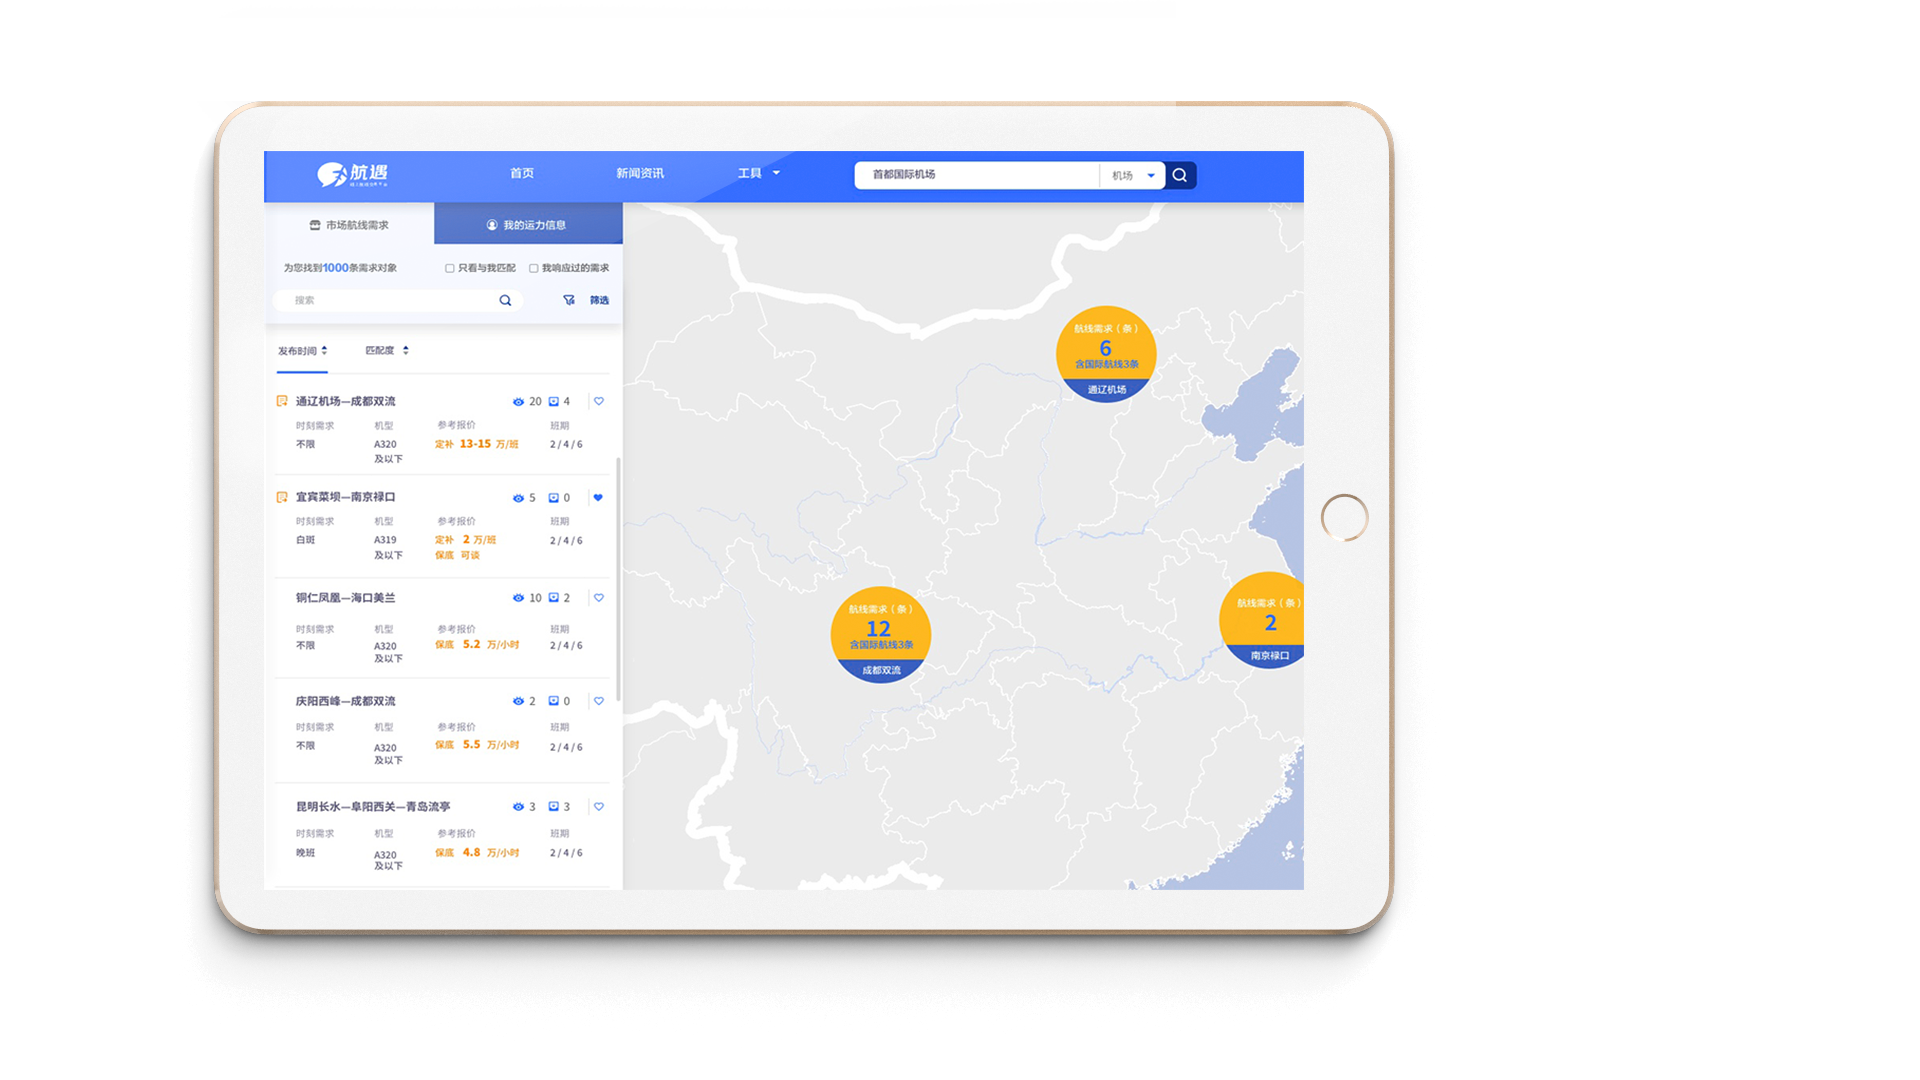 航遇
首页
新闻资讯
工具
首都国际机场
机场
市场航线需求
我的运力信息
为您找到1000条需求对象
只看与我匹配
我响应过的需求
搜索
筛选
发布时间
匹配度
通辽机场—成都双流
20
4
时刻需求
机型
参考报价
班期
不限
A320
及以下
定补 13-15 万/班
2 / 4 / 6
宜宾菜坝—南京禄口
5
0
时刻需求
机型
参考报价
班期
白斑
A319
及以下
定补 2 万/班
保底 可谈
2 / 4 / 6
铜仁凤凰—海口美兰
10
2
时刻需求
机型
参考报价
班期
不限
A320
及以下
保底 5.2 万/小时
2 / 4 / 6
庆阳西峰—成都双流
2
0
时刻需求
机型
参考报价
班期
不限
A320
及以下
保底 5.5 万/小时
2 / 4 / 6
昆明长水—阜阳西关—青岛流亭
3
3
时刻需求
机型
参考报价
班期
晚班
A320
及以下
保底 4.8 万/小时
2 / 4 / 6
航线需求（条）
6
含国际航线3条
通辽机场
航线需求（条）
12
含国际航线3条
成都双流
航线需求（条）
2
南京禄口